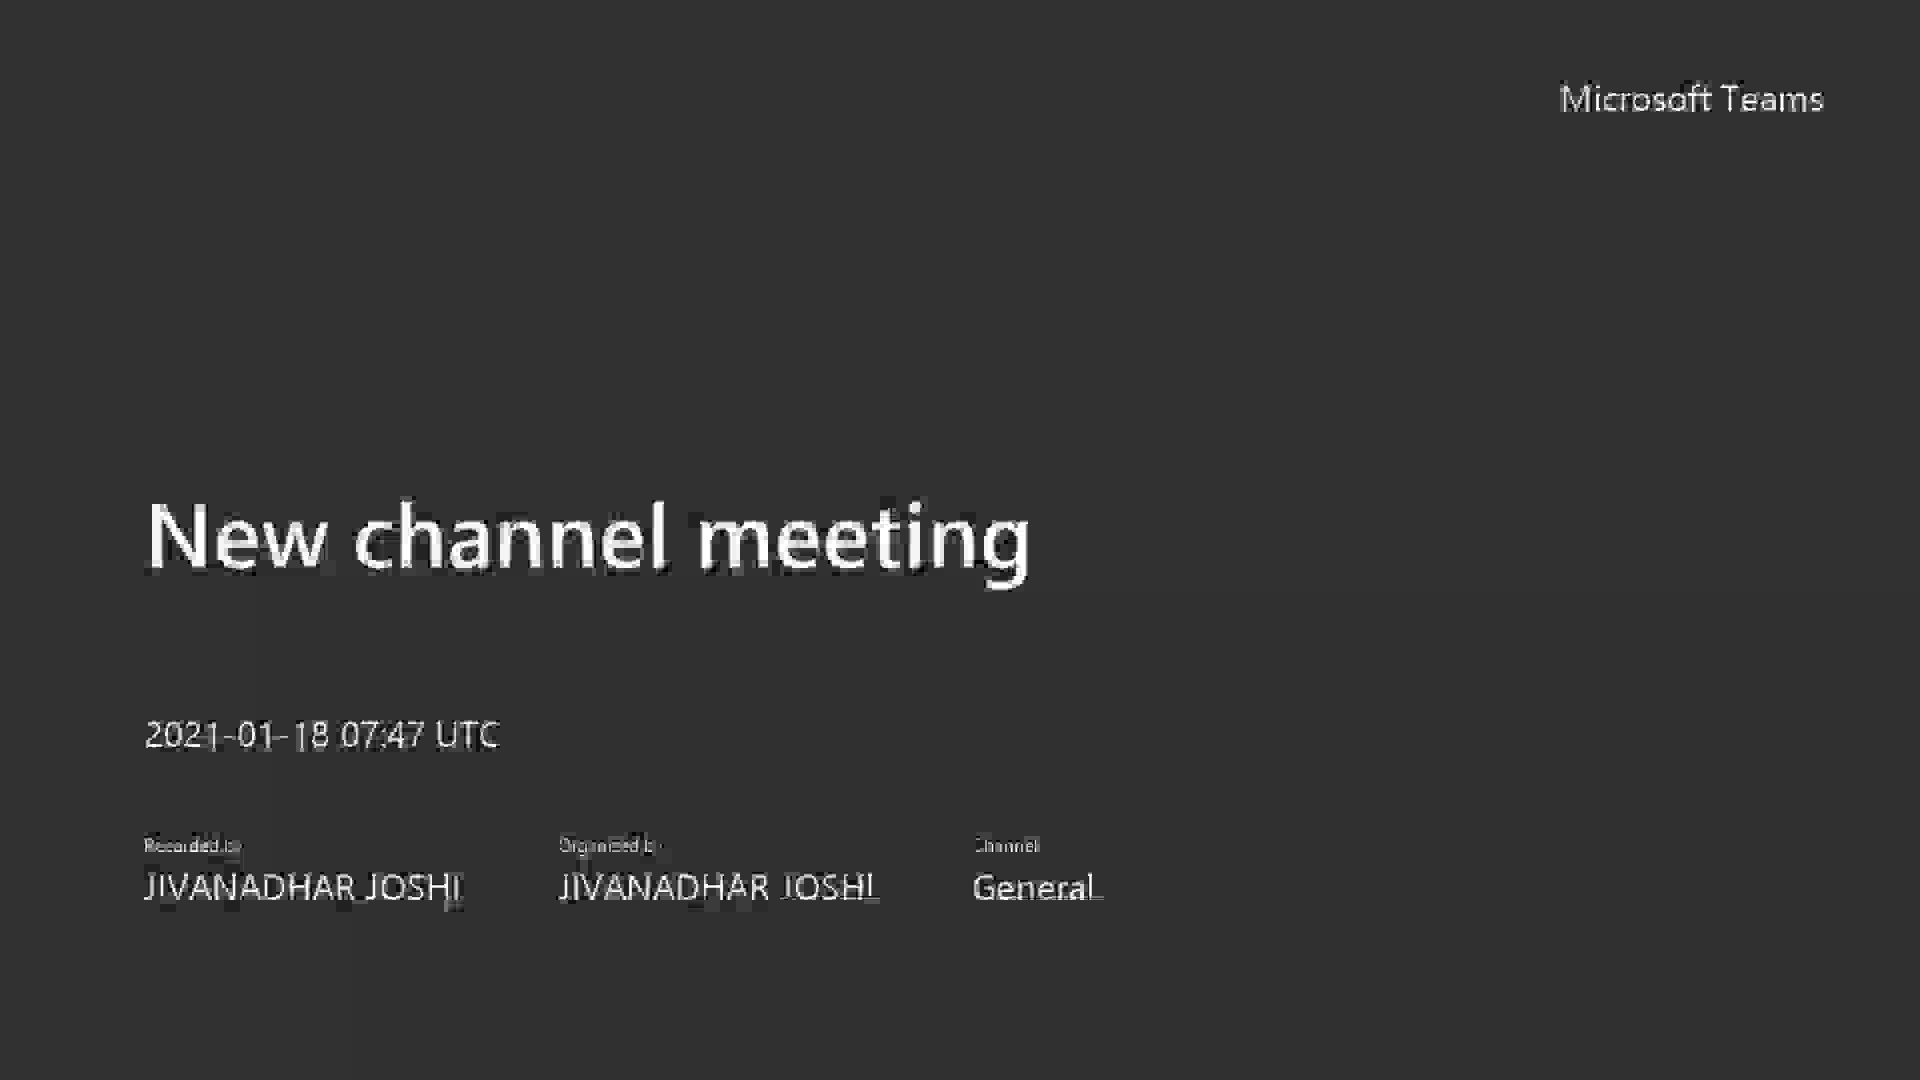 Microsoft Teams
New channel meeting
2021-01-18 07:47 UTC
Recorded by Organized by Channel
JIVANADHAR JOSHI JIVANADHAR JOSHI General